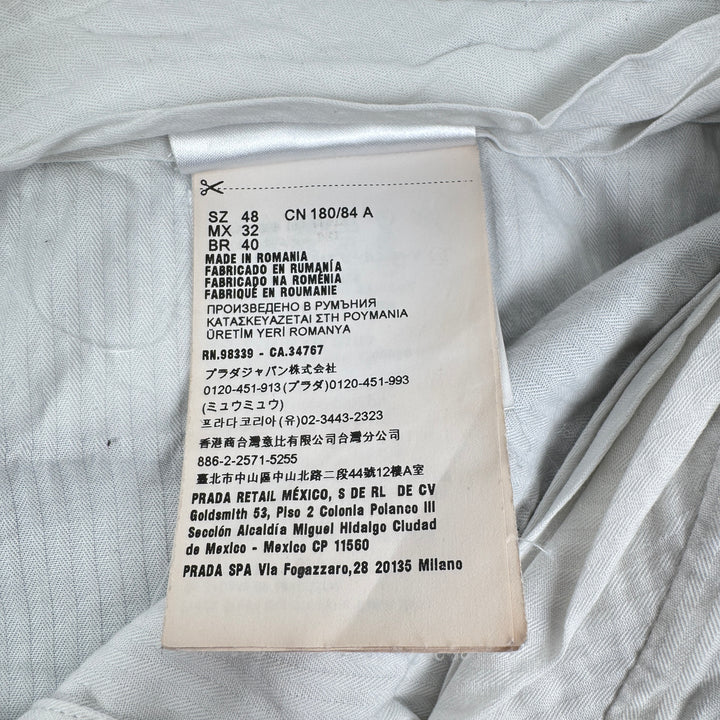 SZ 48 CN 180/84 A
MX 32
BR 40
MADE IN ROMANIA
FABRICADO EN RUMANÍA
FABRICADO NA ROMÉNIA
FABRIQUÉ EN ROUMANIE
ПРОИЗВЕДЕНО В РУМЪНИЯ
ΚΑΤΑΣΚΕΥΑΖΕΤΑΙ ΣΤΗ ΡΟΥΜΑΝΙΑ
ÜRETİM YERİ ROMANYA
RN.98339 - CA.34767
プラダジャパン株式会社
0120-451-913(プラダ)0120-451-993
(ミュウミュウ)
프라다코리아(유)02-3443-2323
香港商台灣意比有限公司台灣分公司
886-2-2571-5255
臺北市中山區中山北路二段44號12樓A室
PRADA RETAIL MÉXICO, S DE RL DE CV
Goldsmith 53, Piso 2 Colonia Polanco III
Sección Alcaldía Miguel Hidalgo Ciudad
de Mexico - Mexico CP 11560
PRADA SPA Via Fogazzaro,28 20135 Milano